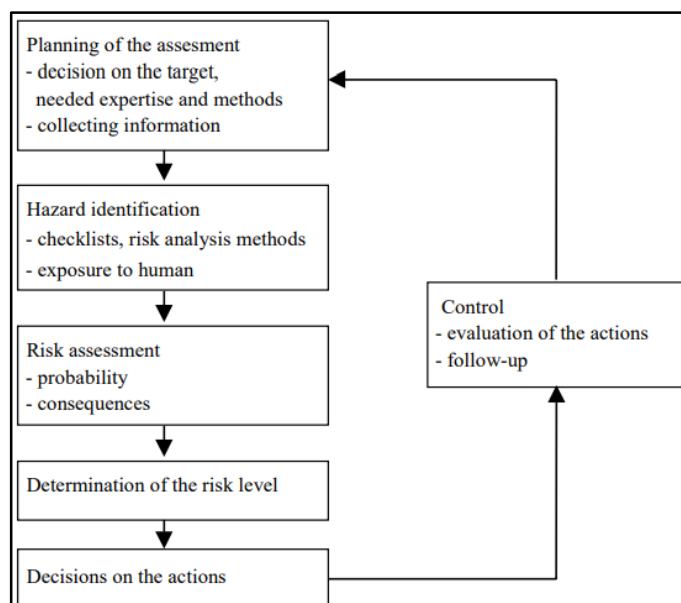 Planning of the assesment
- decision on the target,
needed expertise and methods
- collecting information
Hazard identification
- checklists, risk analysis methods
- exposure to human
Risk assessment
- probability
- consequences
Determination of the risk level
Decisions on the actions
Control
- evaluation of the actions
- follow-up